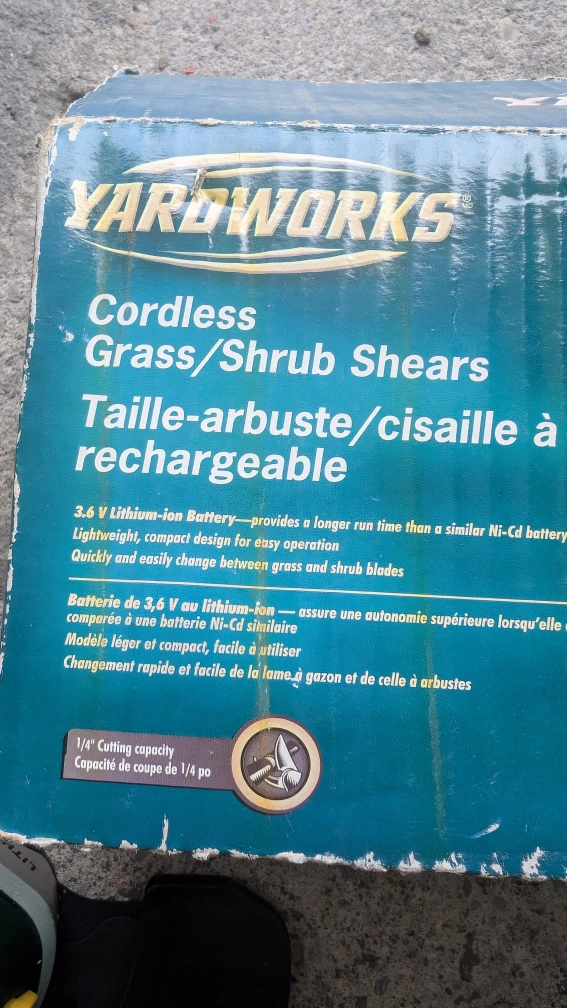 YARDWORKS®
Cordless
Grass/Shrub Shears
Taille-arbuste/cisaille à
rechargeable
3.6 V Lithium-ion Battery—provides a longer run time than a similar Ni-Cd battery
Lightweight, compact design for easy operation
Quickly and easily change between grass and shrub blades
Batterie de 3,6 V au lithium-ion — assure une autonomie supérieure lorsqu'elle
comparée à une batterie Ni-Cd similaire
Modèle léger et compact, facile à utiliser
Changement rapide et facile de la lame à gazon et de celle à arbustes
1/4" Cutting capacity
Capacité de coupe de 1/4 po